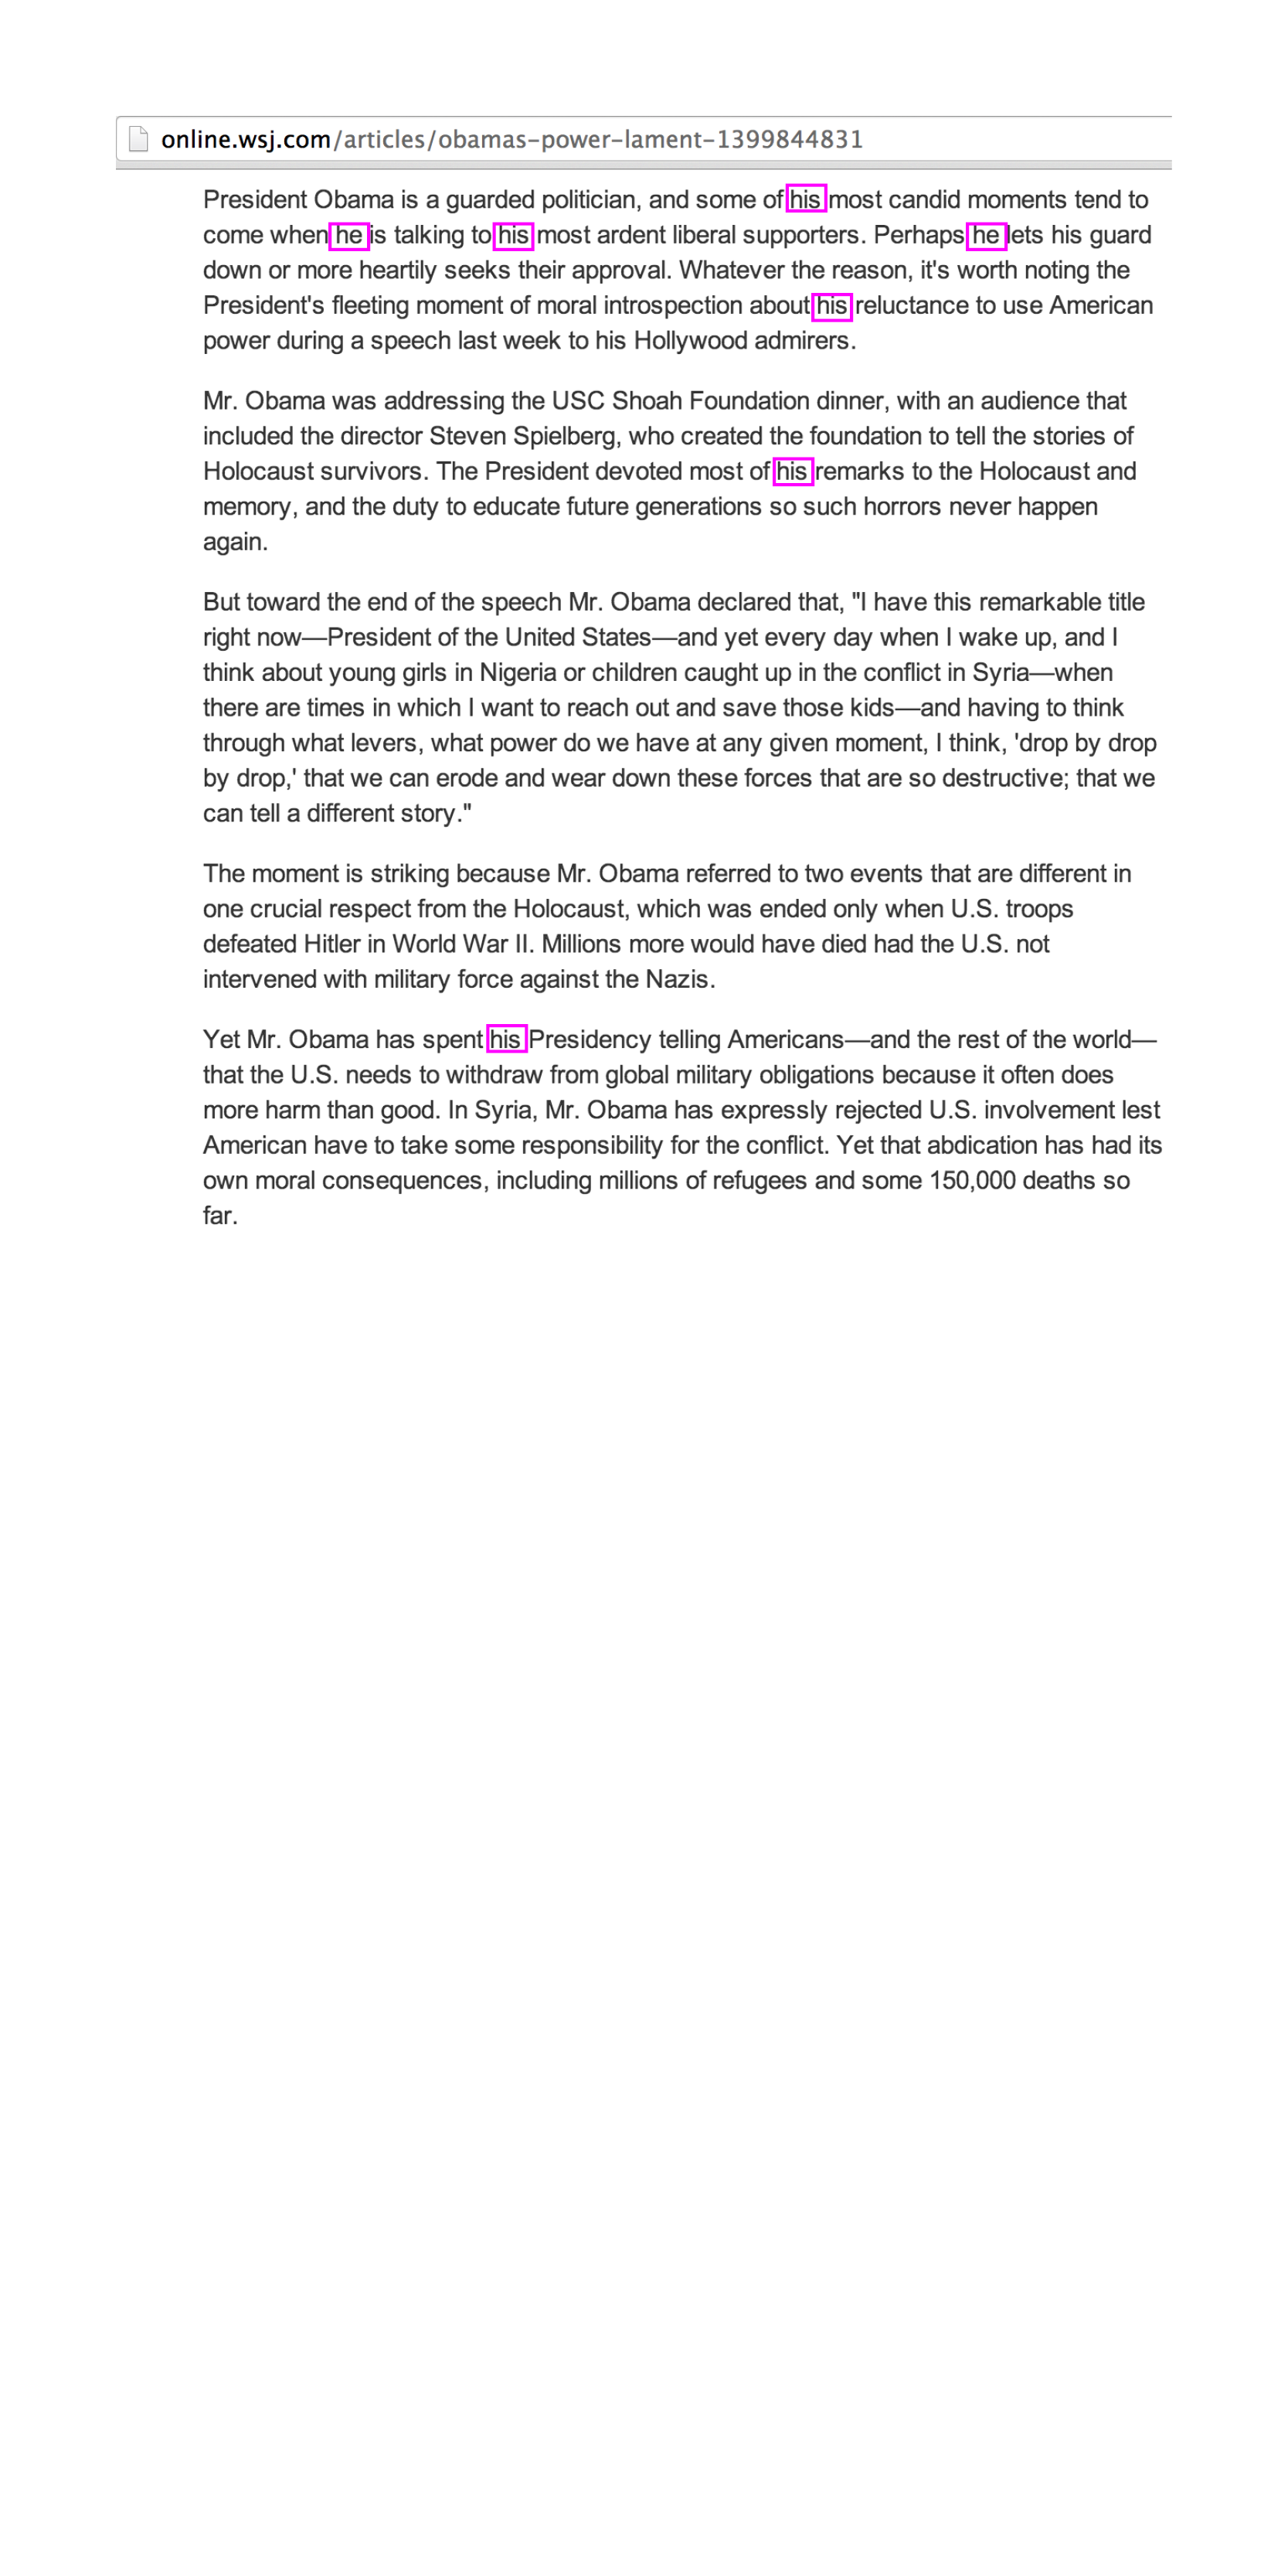 online.wsj.com/articles/obamas-power-lament-1399844831
President Obama is a guarded politician, and some of his most candid moments tend to
come when he is talking to his most ardent liberal supporters. Perhaps he lets his guard
down or more heartily seeks their approval. Whatever the reason, it's worth noting the
President's fleeting moment of moral introspection about his reluctance to use American
power during a speech last week to his Hollywood admirers.
Mr. Obama was addressing the USC Shoah Foundation dinner, with an audience that
included the director Steven Spielberg, who created the foundation to tell the stories of
Holocaust survivors. The President devoted most of his remarks to the Holocaust and
memory, and the duty to educate future generations so such horrors never happen
again.
But toward the end of the speech Mr. Obama declared that, "I have this remarkable title
right now—President of the United States—and yet every day when I wake up, and I
think about young girls in Nigeria or children caught up in the conflict in Syria—when
there are times in which I want to reach out and save those kids—and having to think
through what levers, what power do we have at any given moment, I think, 'drop by drop
by drop,' that we can erode and wear down these forces that are so destructive; that we
can tell a different story."
The moment is striking because Mr. Obama referred to two events that are different in
one crucial respect from the Holocaust, which was ended only when U.S. troops
defeated Hitler in World War II. Millions more would have died had the U.S. not
intervened with military force against the Nazis.
Yet Mr. Obama has spent his Presidency telling Americans—and the rest of the world—
that the U.S. needs to withdraw from global military obligations because it often does
more harm than good. In Syria, Mr. Obama has expressly rejected U.S. involvement lest
American have to take some responsibility for the conflict. Yet that abdication has had its
own moral consequences, including millions of refugees and some 150,000 deaths so
far.